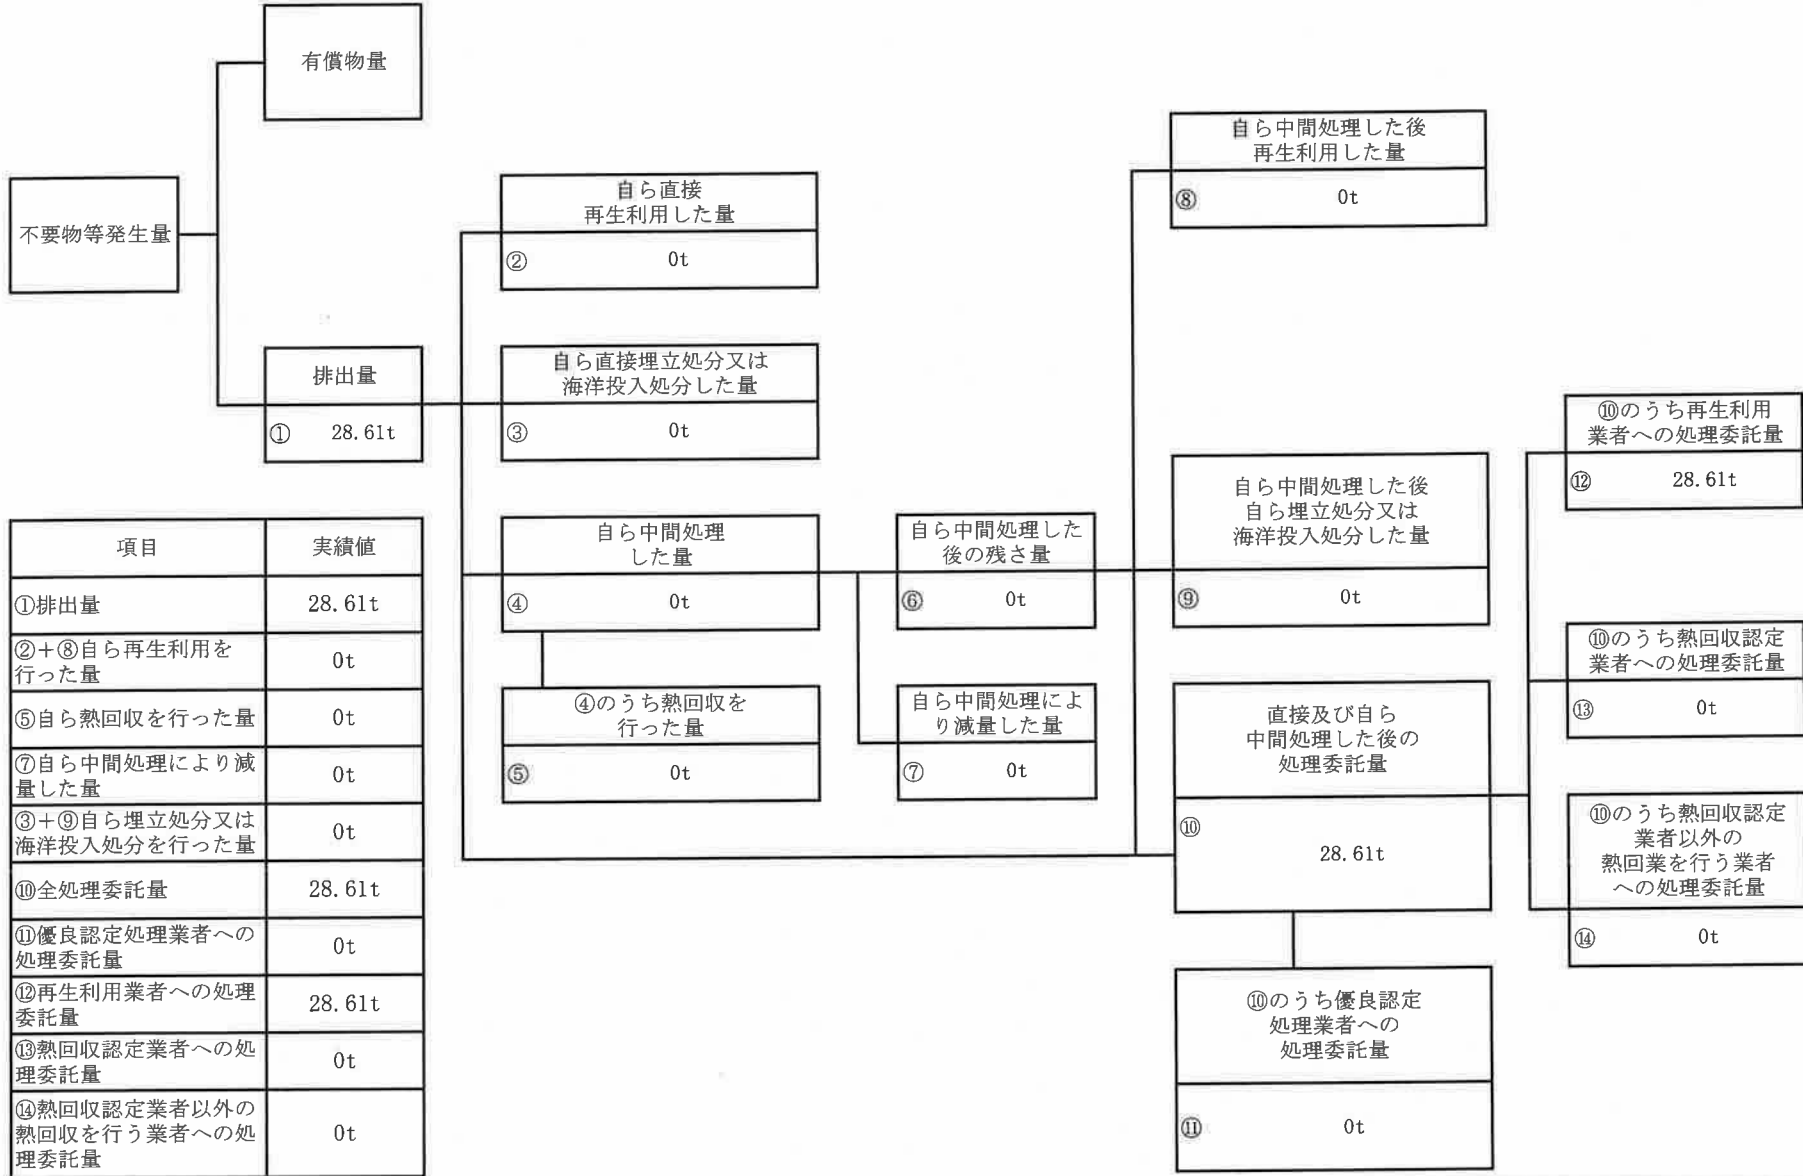 有償物量
不要物等発生量
排出量
① 28.61t
自ら直接
再生利用した量
② 0t
自ら直接埋立処分又は
海洋投入処分した量
③ 0t
自ら中間処理
した量
④ 0t
④のうち熱回収を
行った量
⑤ 0t
自ら中間処理した
後の残さ量
⑥ 0t
自ら中間処理によ
り減量した量
⑦ 0t
自ら中間処理した後
再生利用した量
⑧ 0t
自ら中間処理した後
自ら埋立処分又は
海洋投入処分した量
⑨ 0t
直接及び自ら
中間処理した後の
処理委託量
⑩
28.61t
⑩のうち優良認定
処理業者への
処理委託量
⑪ 0t
⑩のうち再生利用
業者への処理委託量
⑫ 28.61t
⑩のうち熱回収認定
業者への処理委託量
⑬ 0t
⑩のうち熱回収認定
業者以外の
熱回業を行う業者
への処理委託量
⑭ 0t
項目 実績値
①排出量 28.61t
②+⑧自ら再生利用を
行った量 0t
⑤自ら熱回収を行った量 0t
⑦自ら中間処理により減
量した量 0t
③+⑨自ら埋立処分又は
海洋投入処分を行った量 0t
⑩全処理委託量 28.61t
⑪優良認定処理業者への
処理委託量 0t
⑫再生利用業者への処理
委託量 28.61t
⑬熱回収認定業者への処
理委託量 0t
⑭熱回収認定業者以外の
熱回収を行う業者への処
理委託量 0t